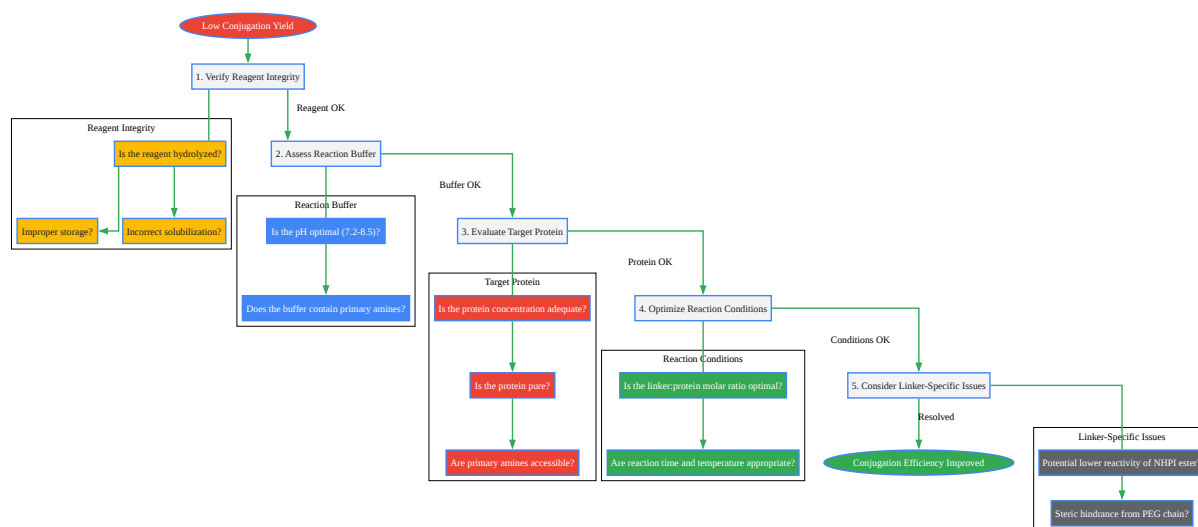 Low Conjugation Yield
1. Verify Reagent Integrity
Reagent OK
Reagent Integrity
Is the reagent hydrolyzed?
2. Assess Reaction Buffer
Buffer OK
Reaction Buffer
Improper storage?
Incorrect solubilization?
Is the pH optimal (7.2-8.5)?
3. Evaluate Target Protein
Protein OK
Target Protein
Does the buffer contain primary amines?
Is the protein concentration adequate?
4. Optimize Reaction Conditions
Conditions OK
Reaction Conditions
Is the protein pure?
Is the linker:protein molar ratio optimal?
5. Consider Linker-Specific Issues
Resolved
Linker-Specific Issues
Are primary amines accessible?
Are reaction time and temperature appropriate?
Conjugation Efficiency Improved
Potential lower reactivity of NHPI ester
Steric hindrance from PEG chain?